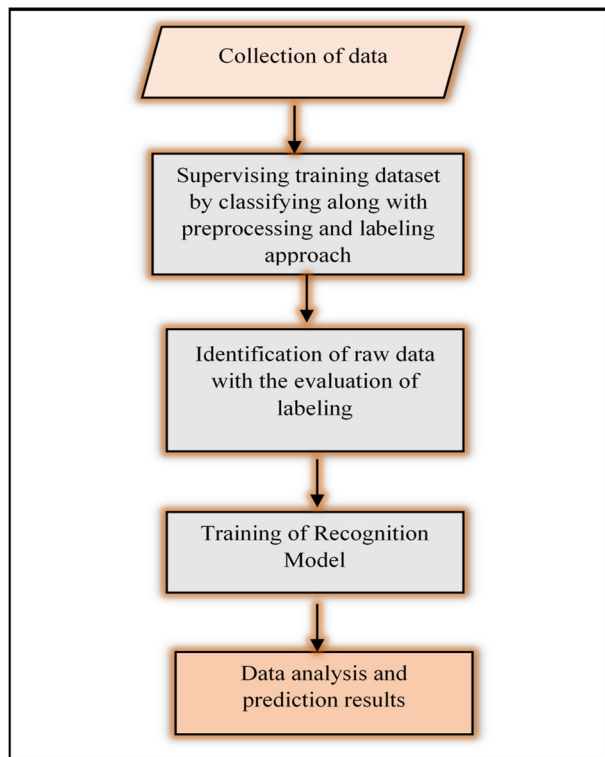 Collection of data
Supervising training dataset
by classifying along with
preprocessing and labeling
approach
Identification of raw data
with the evaluation of
labeling
Training of Recognition
Model
Data analysis and
prediction results